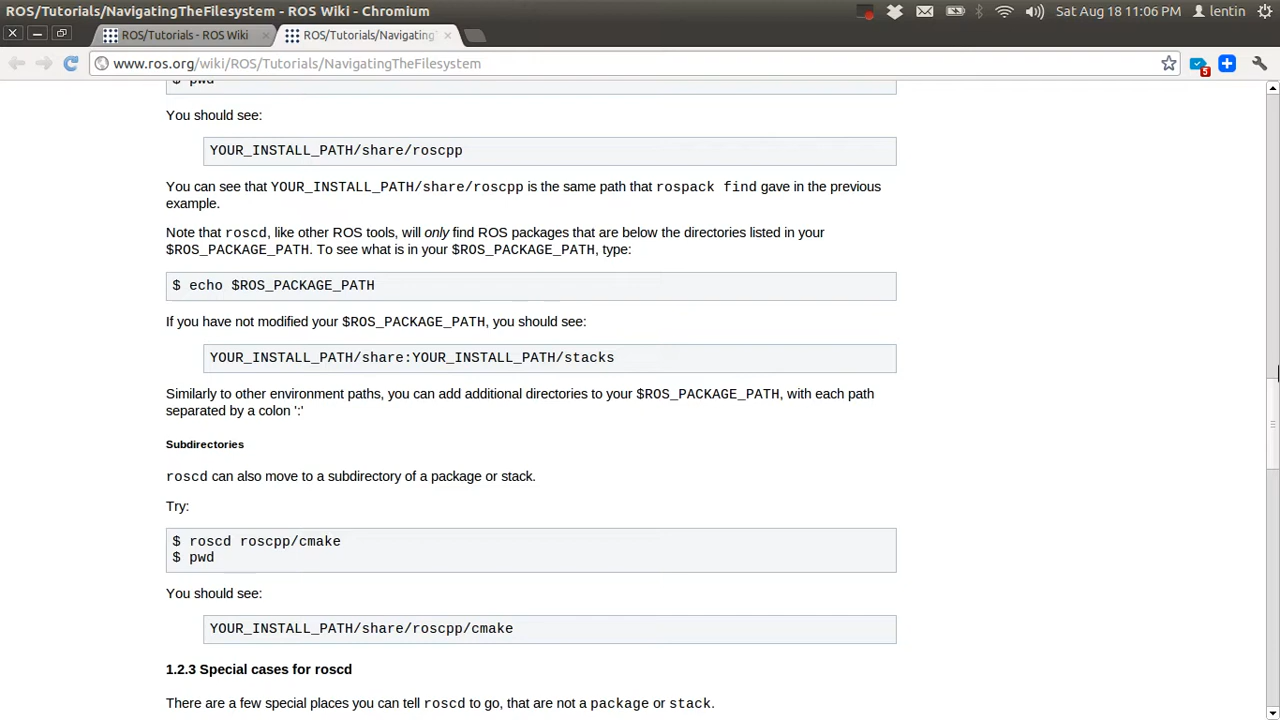 ROS/Tutorials/NavigatingTheFilesystem - ROS Wiki - Chromium
Sat Aug 18 11:06 PM lentin
ROS/Tutorials - ROS Wiki × ROS/Tutorials/Navigating ×
www.ros.org/wiki/ROS/Tutorials/NavigatingTheFilesystem 5
$ pwd
You should see:
YOUR_INSTALL_PATH/share/roscpp
You can see that YOUR_INSTALL_PATH/share/roscpp is the same path that rospack find gave in the previous
example.
Note that roscd, like other ROS tools, will only find ROS packages that are below the directories listed in your
$ROS_PACKAGE_PATH. To see what is in your $ROS_PACKAGE_PATH, type:
$ echo $ROS_PACKAGE_PATH
If you have not modified your $ROS_PACKAGE_PATH, you should see:
YOUR_INSTALL_PATH/share:YOUR_INSTALL_PATH/stacks
Similarly to other environment paths, you can add additional directories to your $ROS_PACKAGE_PATH, with each path
separated by a colon ':'
Subdirectories
roscd can also move to a subdirectory of a package or stack.
Try:
$ roscd roscpp/cmake
$ pwd
You should see:
YOUR_INSTALL_PATH/share/roscpp/cmake
1.2.3 Special cases for roscd
There are a few special places you can tell roscd to go, that are not a package or stack.